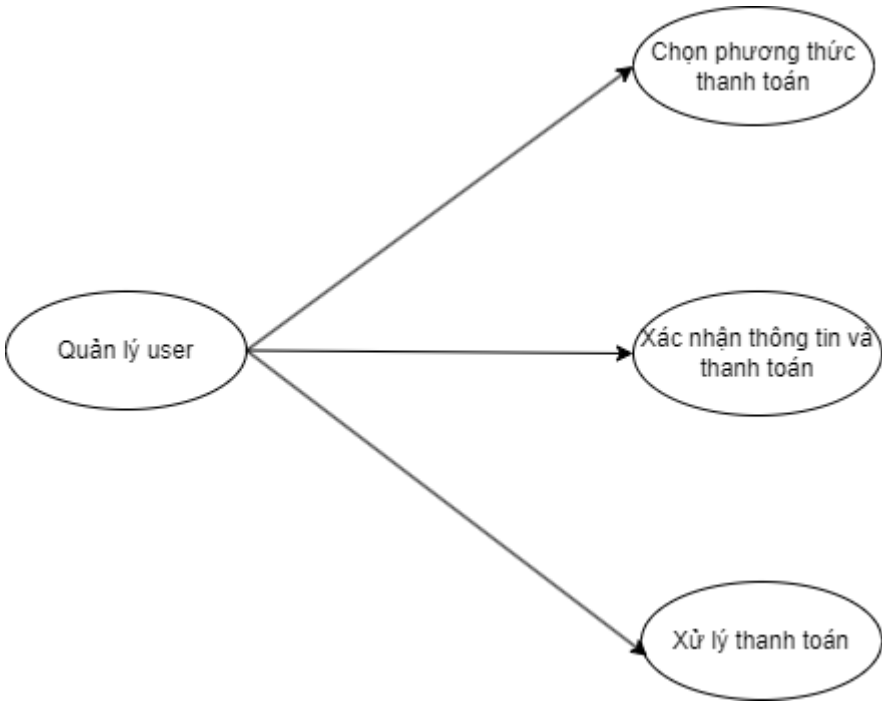 Chọn phương thức
thanh toán
Quản lý user
Xác nhận thông tin và
thanh toán
Xử lý thanh toán